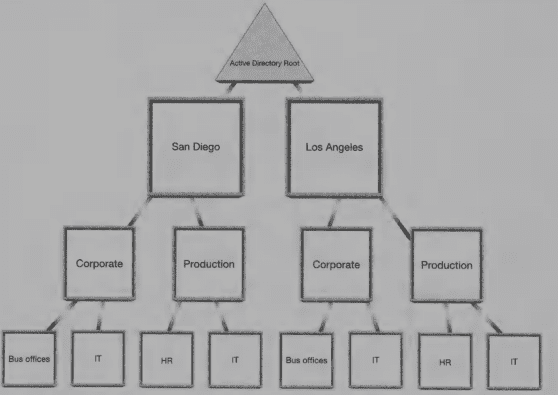 Active Directory Root
San Diego
Los Angeles
Corporate
Production
Corporate
Production
Bus offices
IT
HR
IT
Bus offices
IT
HR
IT